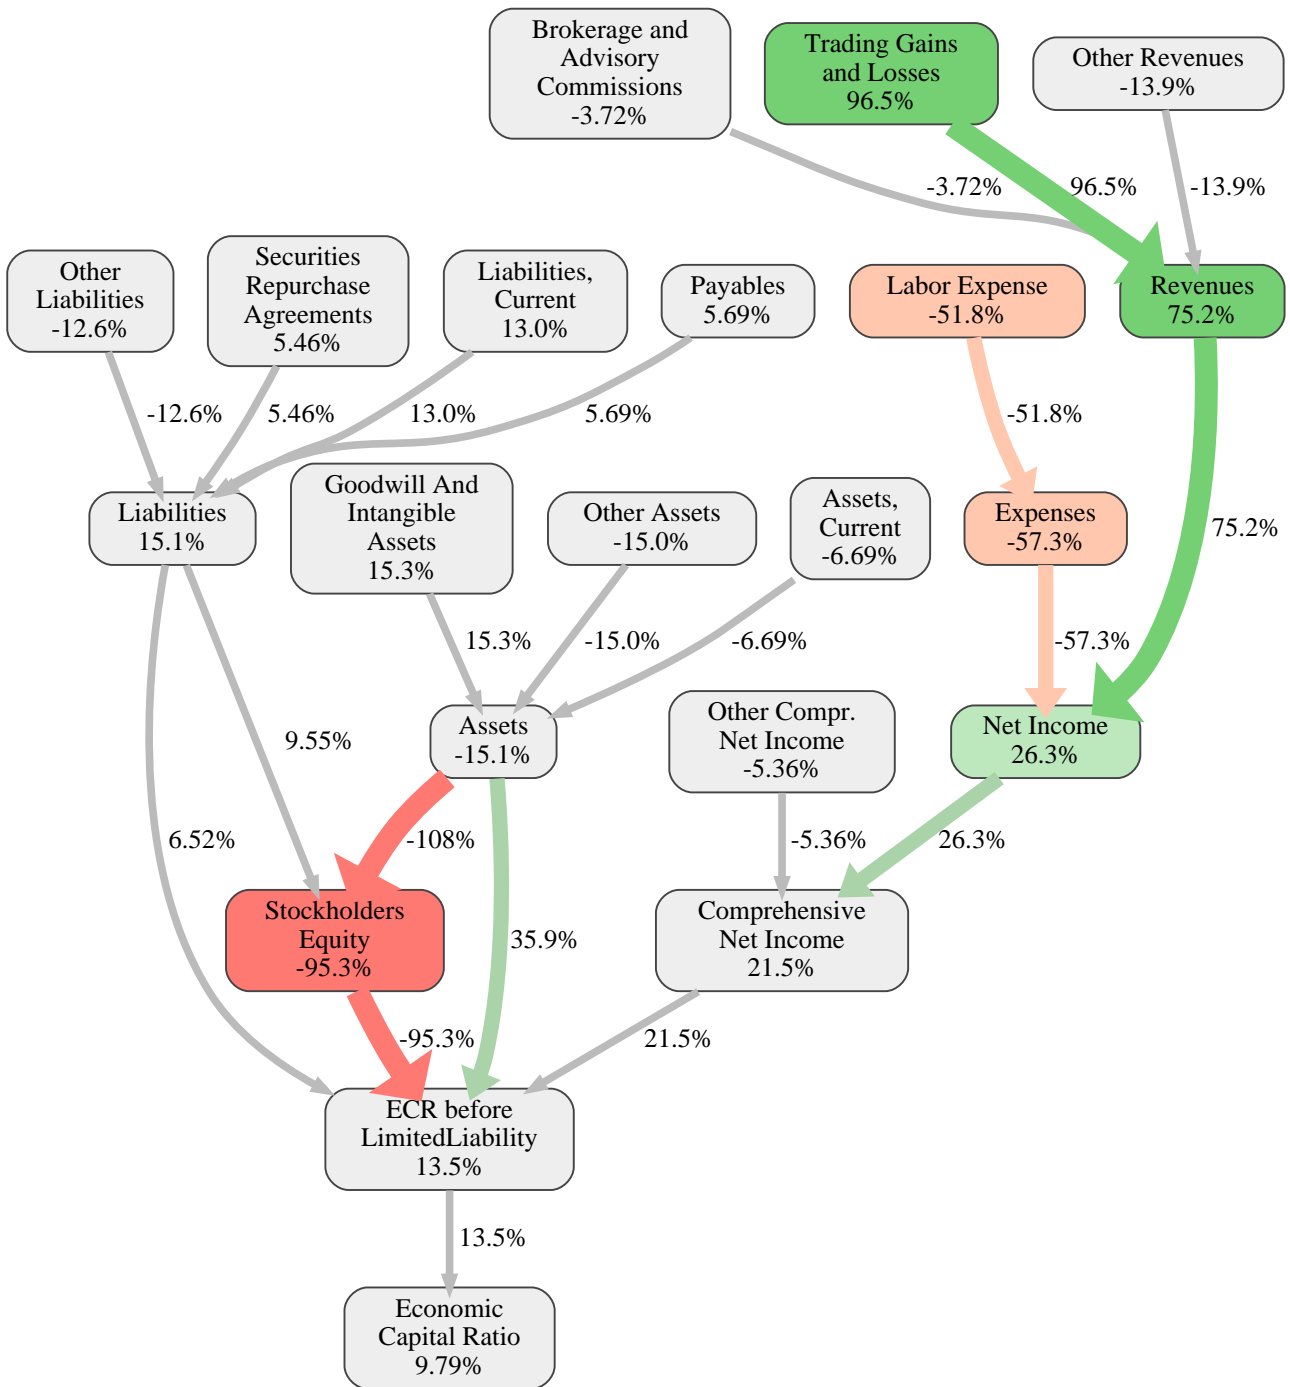 Brokerage and
Advisory
Commissions
-3.72%
Trading Gains
and Losses
96.5%
Other Revenues
-13.9%
-3.72%
96.5%
-13.9%
Other
Liabilities
-12.6%
Securities
Repurchase
Agreements
5.46%
Liabilities,
Current
13.0%
Payables
5.69%
Labor Expense
-51.8%
Revenues
75.2%
-12.6%
5.46%
13.0%
5.69%
-51.8%
Liabilities
15.1%
Goodwill And
Intangible
Assets
15.3%
Other Assets
-15.0%
Assets,
Current
-6.69%
Expenses
-57.3%
75.2%
9.55%
15.3%
-15.0%
-6.69%
-57.3%
Assets
-15.1%
Other Compr.
Net Income
-5.36%
Net Income
26.3%
6.52%
-108%
-5.36%
26.3%
Stockholders
Equity
-95.3%
35.9%
Comprehensive
Net Income
21.5%
-95.3%
21.5%
ECR before
LimitedLiability
13.5%
13.5%
Economic
Capital Ratio
9.79%